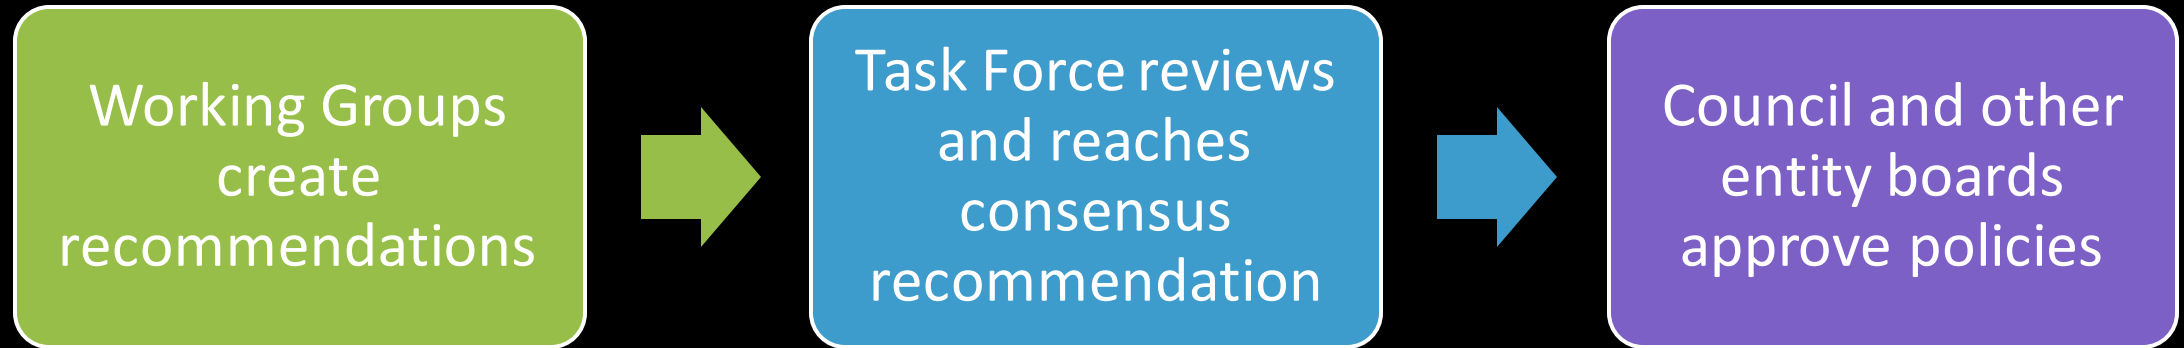 Working Groups
create
recommendations
Task Force reviews
and reaches
consensus
recommendation
Council and other
entity boards
approve policies